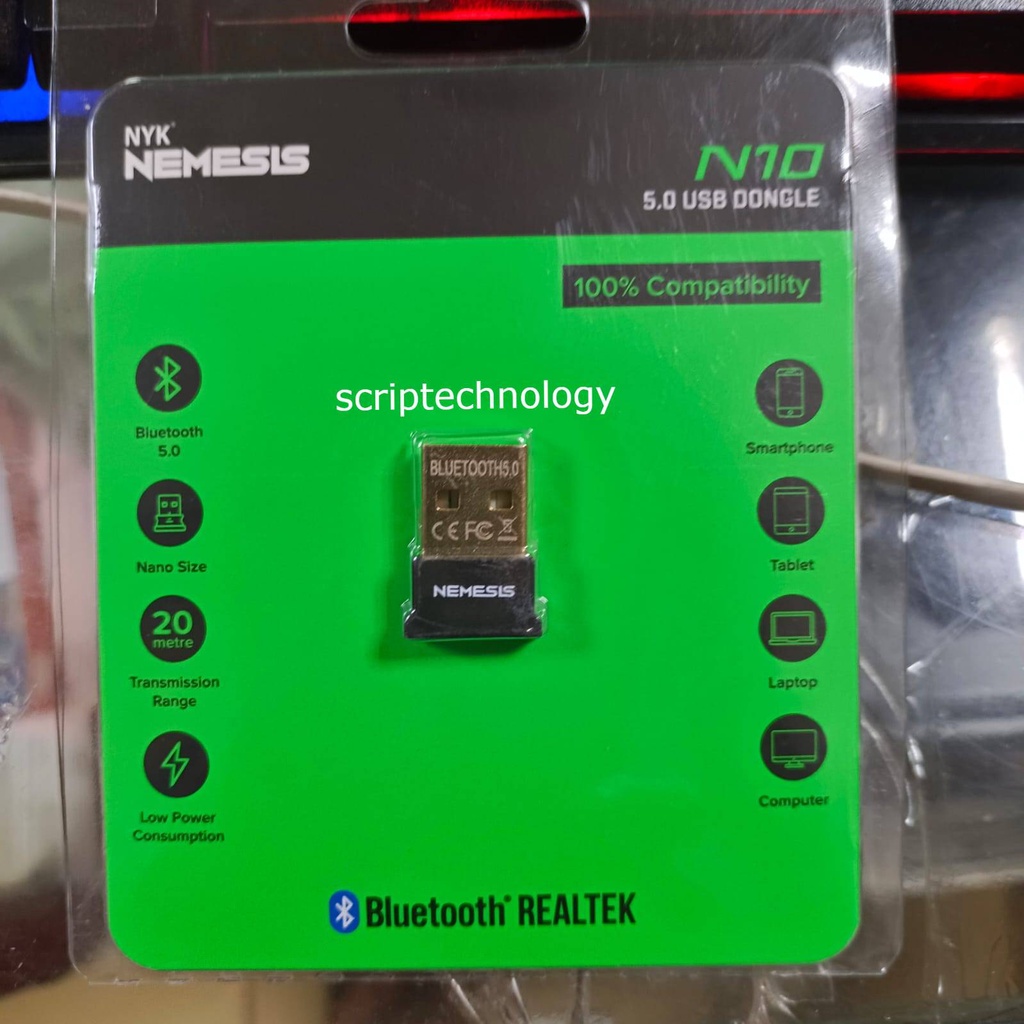 NYK®
NEMESIS
N10
5.0 USB DONGLE
100% Compatibility
Bluetooth
5.0
Nano Size
20
metre
Transmission
Range
Low Power
Consumption
scriptechnology
BLUETOOTH5.0
CE FC
NEMESIS
Smartphone
Tablet
Laptop
Computer
Bluetooth® REALTEK